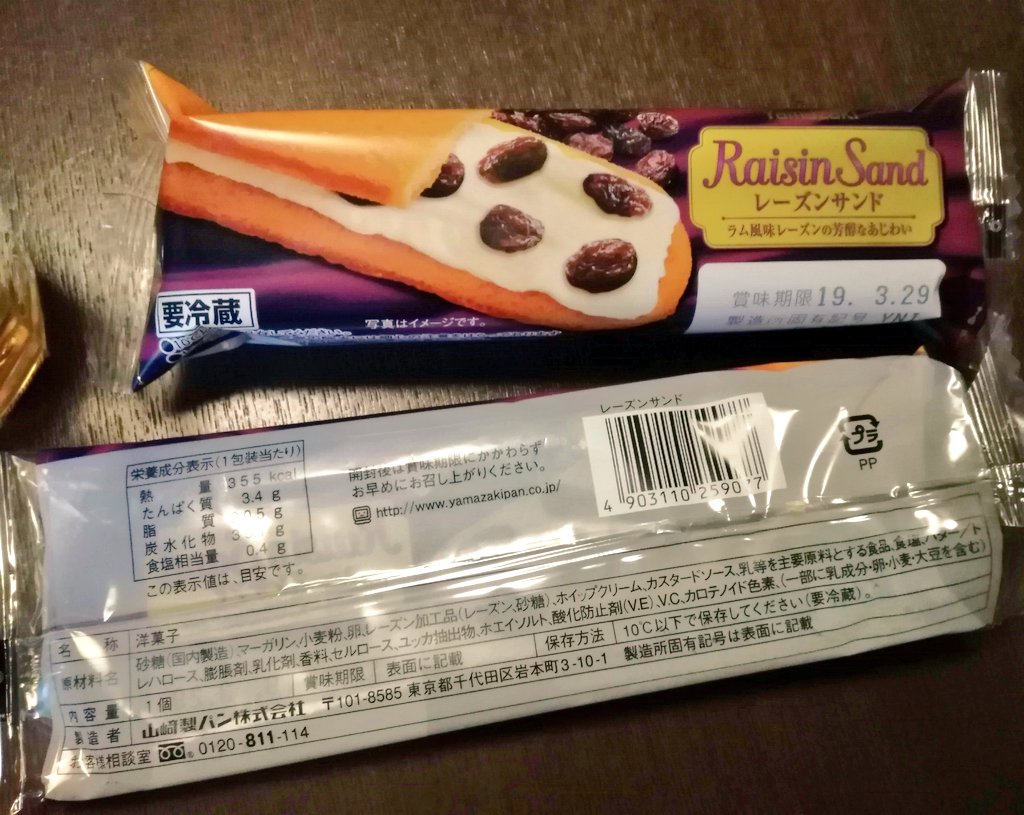 Raisin Sand
レーズンサンド
ラム風味レーズンの芳醇なあじわい
賞味期限19. 3.29
製造所固有記号 YNI
要冷蔵
写真はイメージです。
レーズンサンド
4 903110 259077
プラ
PP
栄養成分表示(1包装当たり)
熱量 355 kcal
たんぱく質 3.4 g
脂質 g
炭水化物 g
食塩相当量 0.4 g
この表示値は、目安です。
開封後は賞味期限にかかわらず
お早めにお召し上がりください。
http://www.yamazakipan.co.jp/
名称 洋菓子
原材料名 砂糖(国内製造)、マーガリン、小麦粉、卵、レーズン加工品(レーズン、砂糖)、ホイップクリーム、カスタードソース、乳等を主要原料とする食品、食塩、
レハロース、膨脹剤、乳化剤、香料、セルロース、ユッカ抽出物、ホエイソルト、酸化防止剤(V.E)、V.C、カロテノイド色素、(一部に乳成分・卵・小麦・大豆を含む)
内容量 1個 賞味期限 表面に記載 保存方法 10℃以下で保存してください(要冷蔵)。
製造者 山崎製パン株式会社 〒101-8585 東京都千代田区岩本町3-10-1 製造所固有記号は表面に記載
お客様相談室 0120-811-114